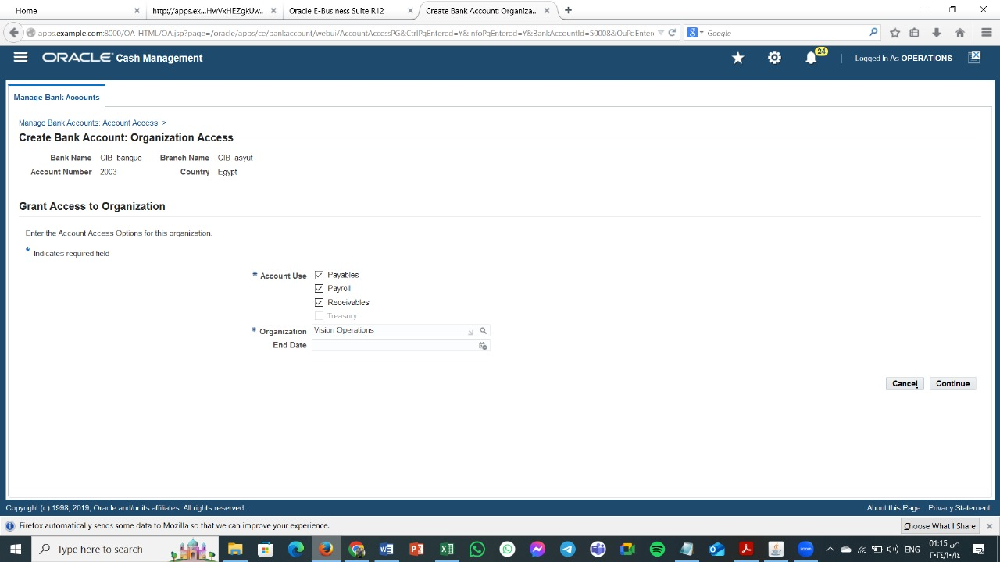 Home
http://apps.ex...HwVxHEZgkUw..
Oracle E-Business Suite R12
Create Bank Account: Organiza...
apps.example.com:8000/OA_HTML/OA.jsp?page=/oracle/apps/ce/bankaccount/webui/AccountAccessPG&CtrlPgEntered=Y&InfoPgEntered=Y&BankAccountId=50008&OuPgEnter
Google
ORACLE Cash Management
24
Logged In As OPERATIONS
Manage Bank Accounts
Manage Bank Accounts: Account Access >
Create Bank Account: Organization Access
Bank Name CIB_banque Branch Name CIB_asyut
Account Number 2003 Country Egypt
Grant Access to Organization
Enter the Account Access Options for this organization.
* Indicates required field
* Account Use Payables
Payroll
Receivables
Treasury
* Organization Vision Operations
End Date
Cancel Continue
Copyright (c) 1998, 2019, Oracle and/or its affiliates. All rights reserved.
About this Page Privacy Statement
Firefox automatically sends some data to Mozilla so that we can improve your experience.
Choose What I Share
Type here to search
ENG
01:15 ص
٢٠٢٤/١٠/١٤